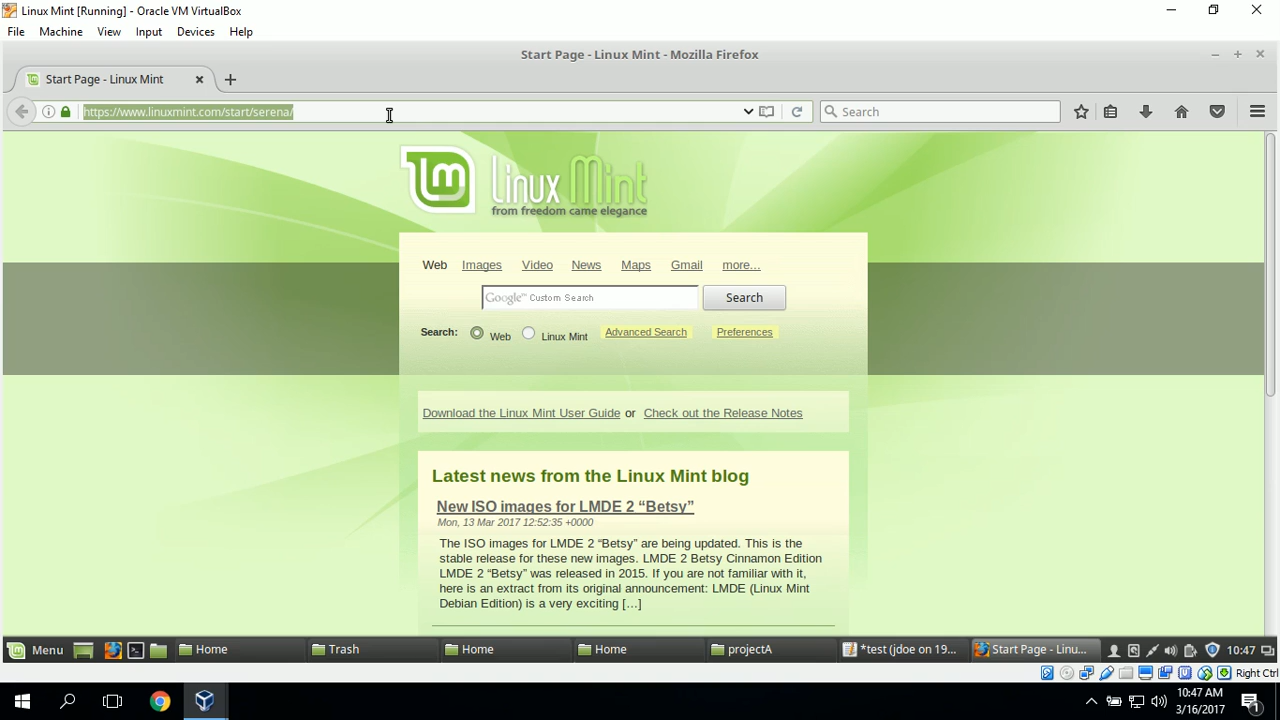 Linux Mint [Running] - Oracle VM VirtualBox
File Machine View Input Devices Help
Start Page - Linux Mint - Mozilla Firefox
Start Page - Linux Mint
https://www.linuxmint.com/start/serena/
Search
lm Linux Mint
from freedom came elegance
Web Images Video News Maps Gmail more...
Google™ Custom Search Search
Search: Web Linux Mint Advanced Search Preferences
Download the Linux Mint User Guide or Check out the Release Notes
Latest news from the Linux Mint blog
New ISO images for LMDE 2 “Betsy”
Mon, 13 Mar 2017 12:52:35 +0000
The ISO images for LMDE 2 “Betsy” are being updated. This is the
stable release for these new images. LMDE 2 Betsy Cinnamon Edition
LMDE 2 “Betsy” was released in 2015. If you are not familiar with it,
here is an extract from its original announcement: LMDE (Linux Mint
Debian Edition) is a very exciting […]
Menu Home Trash Home Home projectA *test (jdoe on 19... Start Page - Linu... 10:47
Right Ctrl
10:47 AM
3/16/2017
1